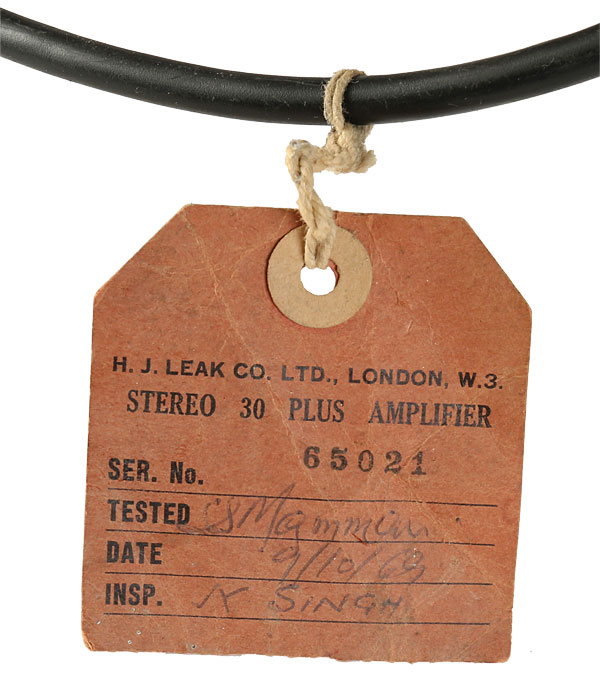 H. J. LEAK CO. LTD., LONDON, W.3.
STEREO 30 PLUS AMPLIFIER
65021
SER. No.
TESTED
DATE 9/10/69
INSP. K SINGH